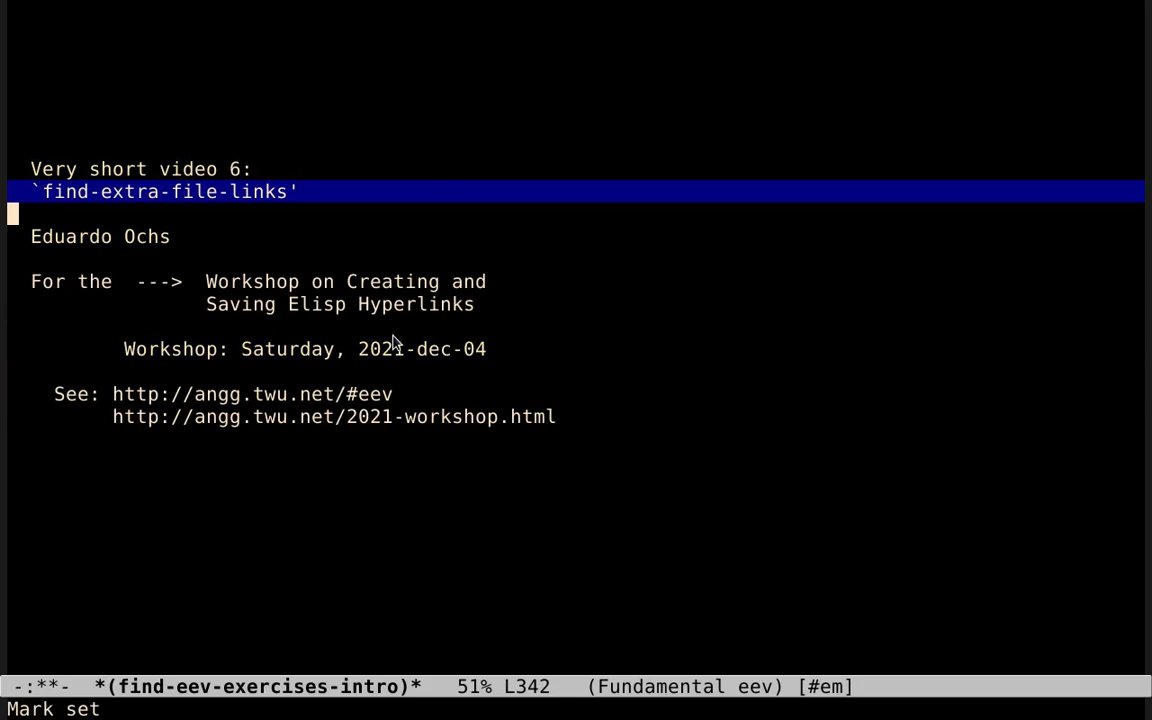 Very short video 6:
`find-extra-file-links'
Eduardo Ochs
For the ---> Workshop on Creating and
Saving Elisp Hyperlinks
Workshop: Saturday, 2021-dec-04
See: http://angg.twu.net/#eev
http://angg.twu.net/2021-workshop.html
-:**- *(find-eev-exercises-intro)* 51% L342 (Fundamental eev) [#em]
Mark set